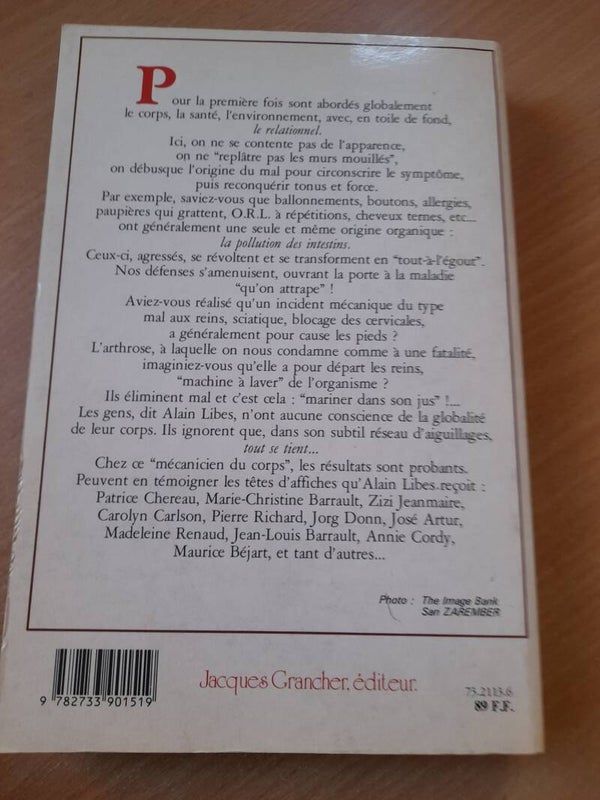 Pour la première fois sont abordés globalement
le corps, la santé, l'environnement, avec, en toile de fond,
le relationnel.
Ici, on ne se contente pas de l'apparence,
on ne "replâtre pas les murs mouillés",
on débusque l'origine du mal pour circonscrire le symptôme,
puis reconquérir tonus et force.
Par exemple, saviez-vous que ballonnements, boutons, allergies,
paupières qui grattent, O.R.L. à répétitions, cheveux ternes, etc...
ont généralement une seule et même origine organique :
la pollution des intestins.
Ceux-ci, agressés, se révoltent et se transforment en "tout-à-l'égout".
Nos défenses s'amenuisent, ouvrant la porte à la maladie
"qu'on attrape" !
Aviez-vous réalisé qu'un incident mécanique du type
mal aux reins, sciatique, blocage des cervicales,
a généralement pour cause les pieds ?
L'arthrose, à laquelle on nous condamne comme à une fatalité,
imaginiez-vous qu'elle a pour départ les reins,
"machine à laver" de l'organisme ?
Ils éliminent mal et c'est cela : "mariner dans son jus" !...
Les gens, dit Alain Libes, n'ont aucune conscience de la globalité
de leur corps. Ils ignorent que, dans son subtil réseau d'aiguillages,
tout se tient...
Chez ce "mécanicien du corps", les résultats sont probants.
Peuvent en témoigner les têtes d'affiches qu'Alain Libes reçoit :
Patrice Chereau, Marie-Christine Barrault, Zizi Jeanmaire,
Carolyn Carlson, Pierre Richard, Jorg Donn, José Artur,
Madeleine Renaud, Jean-Louis Barrault, Annie Cordy,
Maurice Béjart, et tant d'autres...
Photo : The Image Bank
San ZAREMBER
9 782733 901519
Jacques Grancher, éditeur.
73.2113.6
89 F.F.